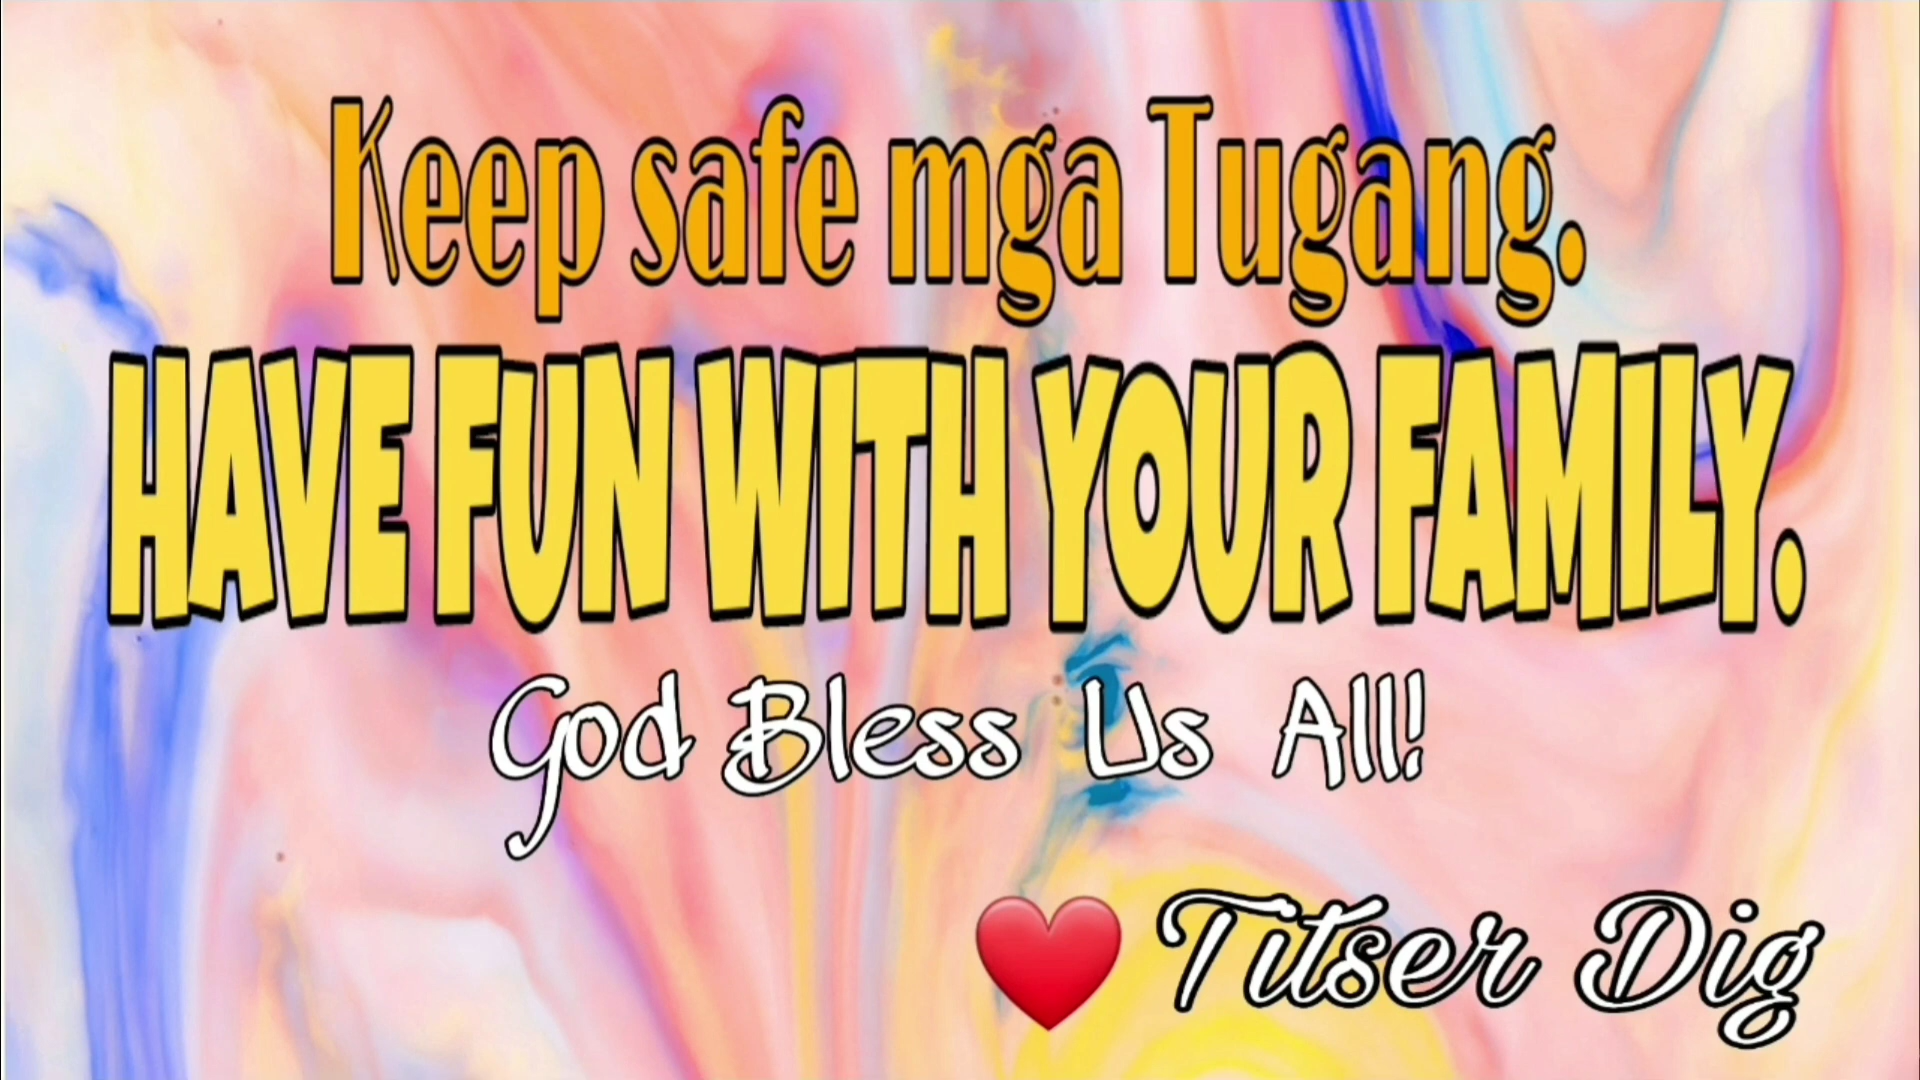 Keep safe mga Tugang.
HAVE FUN WITH YOUR FAMILY.
God Bless Us All!
❤ Titser Dig